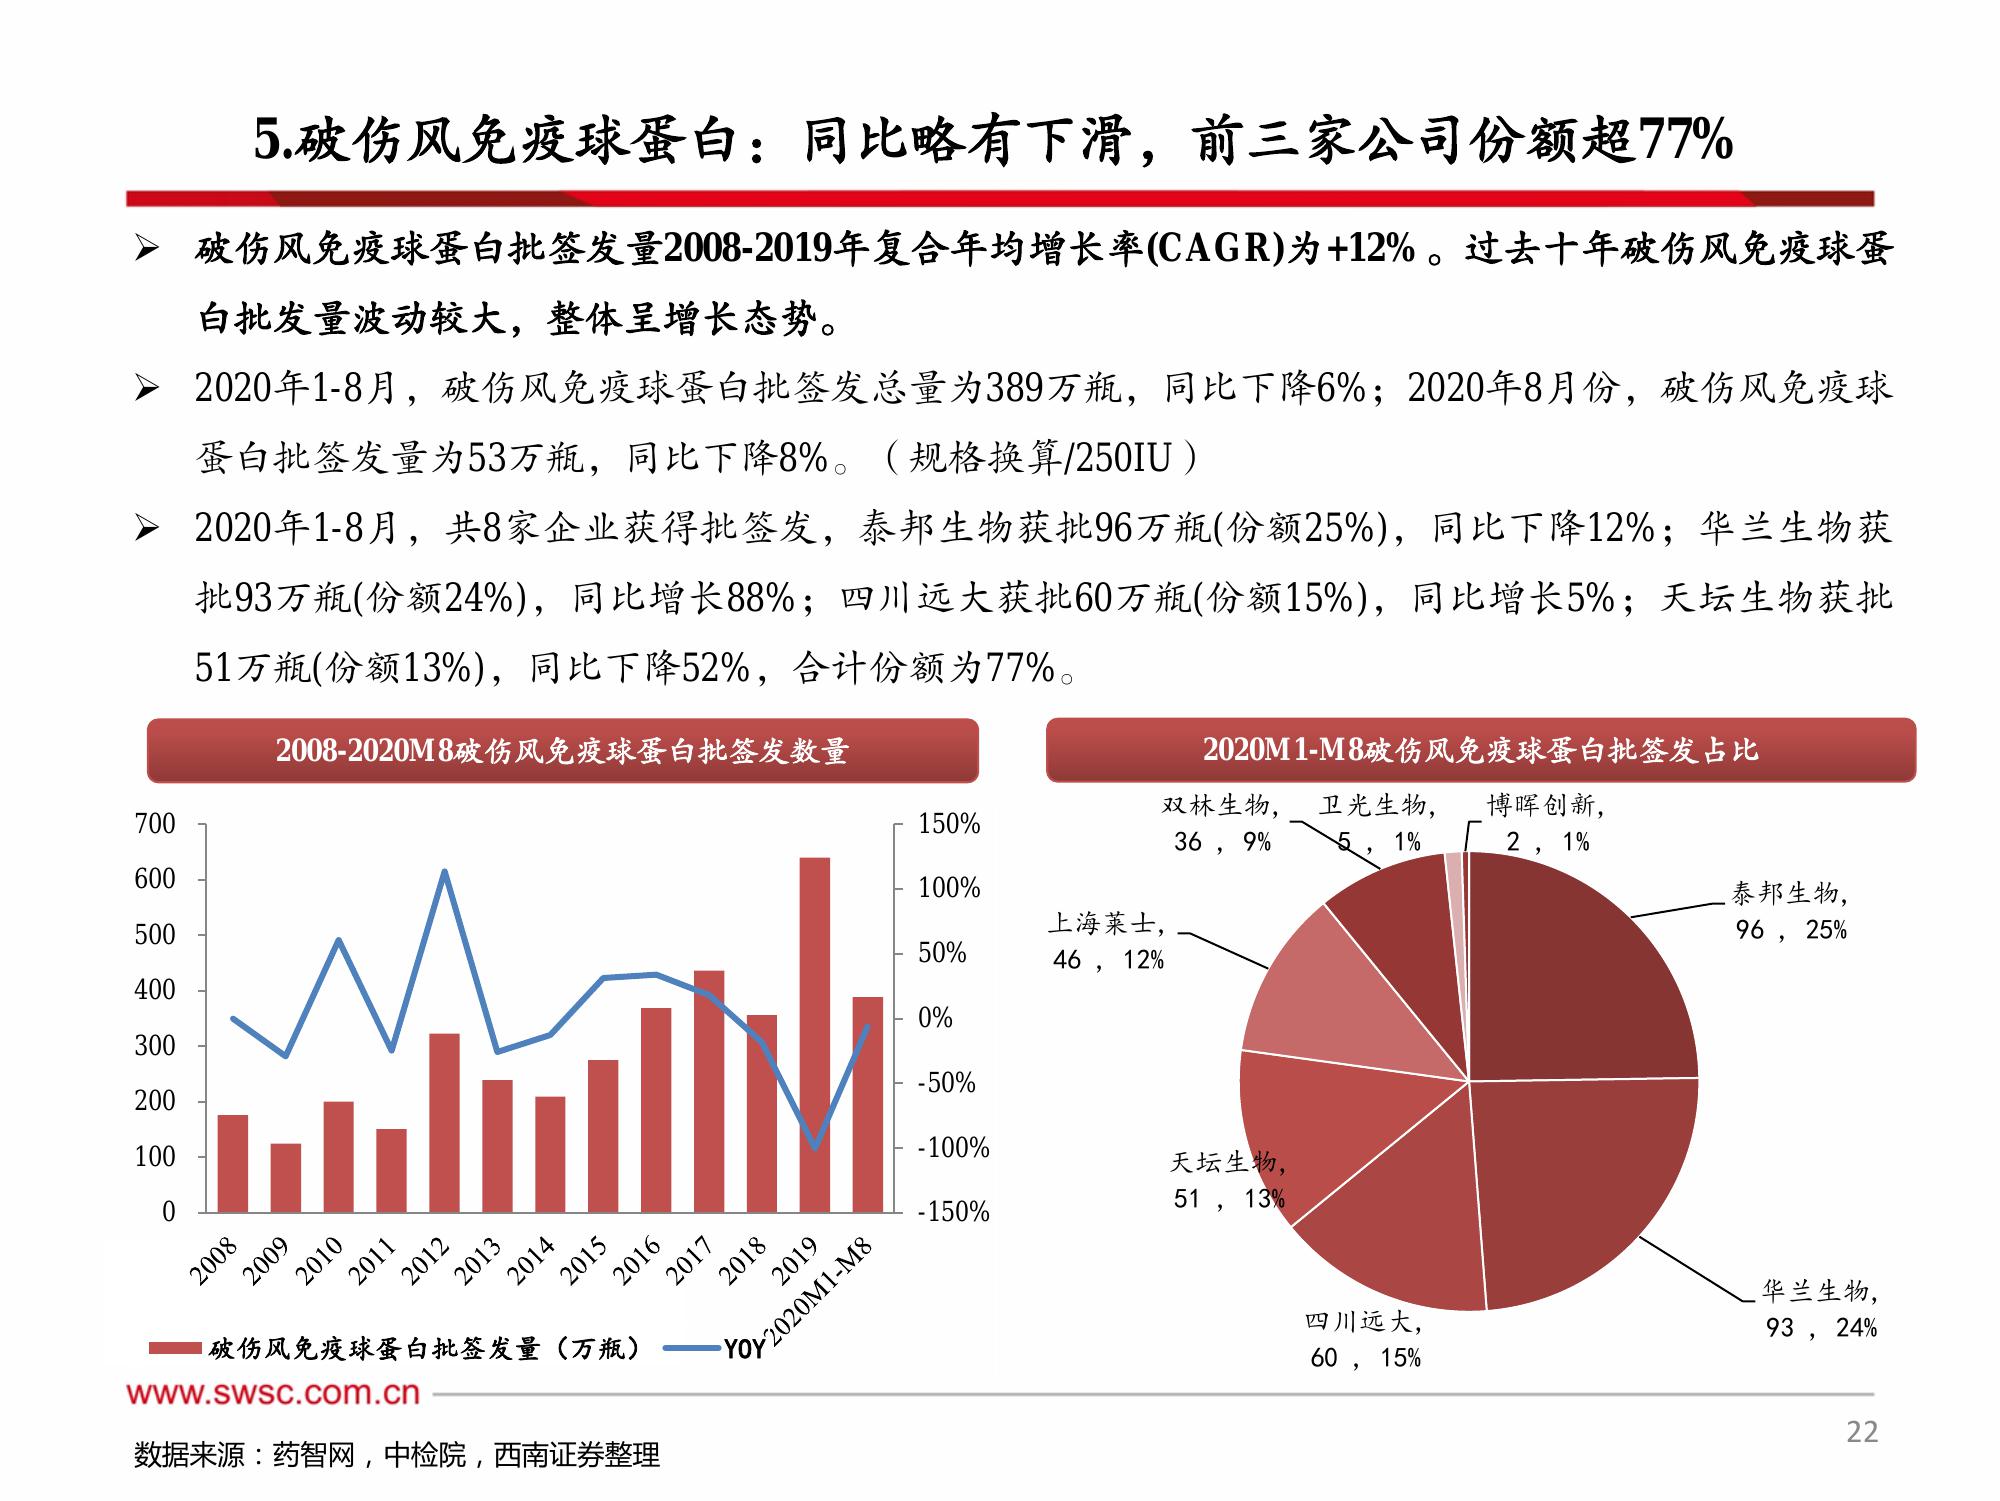 5.破伤风免疫球蛋白：同比略有下滑，前三家公司份额超77%
➢ 破伤风免疫球蛋白批签发量2008-2019年复合年均增长率(CAGR)为+12% 。过去十年破伤风免疫球蛋
白批发量波动较大，整体呈增长态势。
➢ 2020年1-8月，破伤风免疫球蛋白批签发总量为389万瓶，同比下降6%；2020年8月份，破伤风免疫球
蛋白批签发量为53万瓶，同比下降8%。（规格换算/250IU）
➢ 2020年1-8月，共8家企业获得批签发，泰邦生物获批96万瓶(份额25%)，同比下降12%；华兰生物获
批93万瓶(份额24%)，同比增长88%；四川远大获批60万瓶(份额15%)，同比增长5%；天坛生物获批
51万瓶(份额13%)，同比下降52%，合计份额为77%。
2008-2020M8破伤风免疫球蛋白批签发数量
700
600
500
400
300
200
100
0
150%
100%
50%
0%
-50%
-100%
-150%
2008
2009
2010
2011
2012
2013
2014
2015
2016
2017
2018
2019
2020M1-M8
破伤风免疫球蛋白批签发量（万瓶）
YOY
2020M1-M8破伤风免疫球蛋白批签发占比
双林生物,
36 , 9%
卫光生物,
5 , 1%
博晖创新,
2 , 1%
泰邦生物,
96 , 25%
上海莱士,
46 , 12%
天坛生物,
51 , 13%
华兰生物,
93 , 24%
四川远大,
60 , 15%
www.swsc.com.cn
22
数据来源：药智网，中检院，西南证券整理